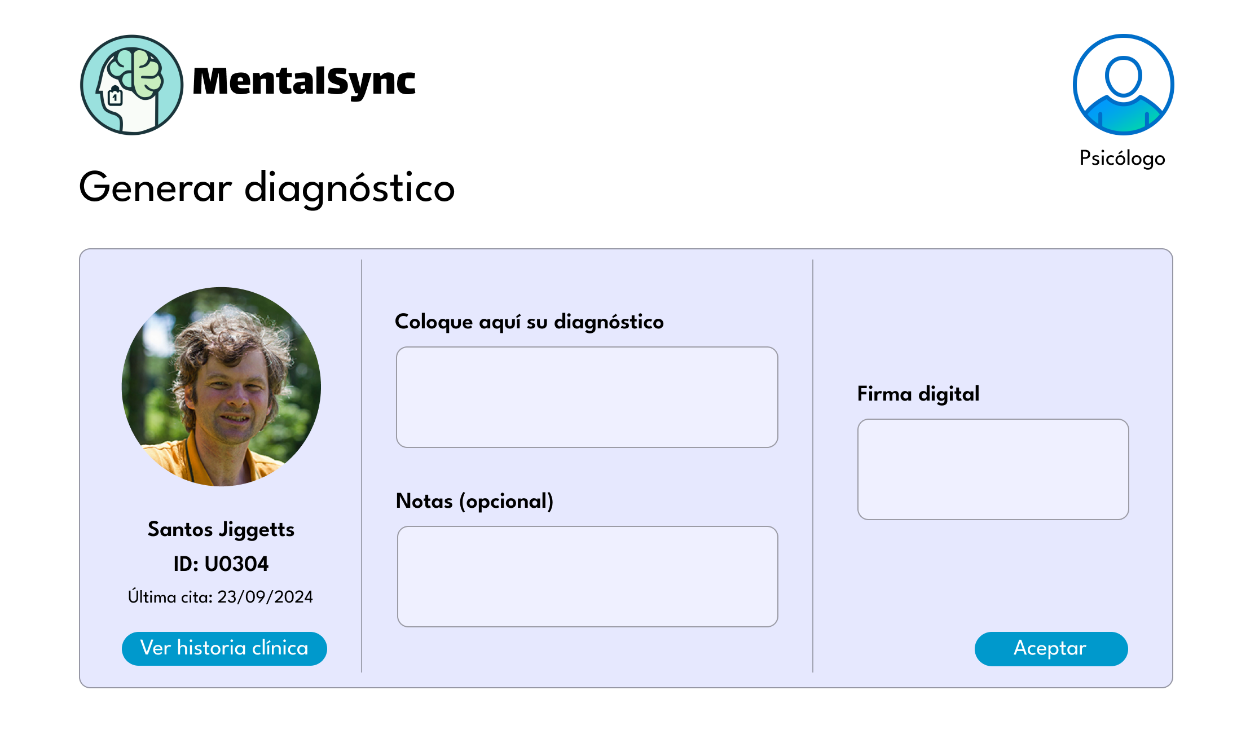 MentalSync
Psicólogo
Generar diagnóstico
Santos Jiggetts
ID: U0304
Última cita: 23/09/2024
Ver historia clínica
Coloque aquí su diagnóstico
Notas (opcional)
Firma digital
Aceptar